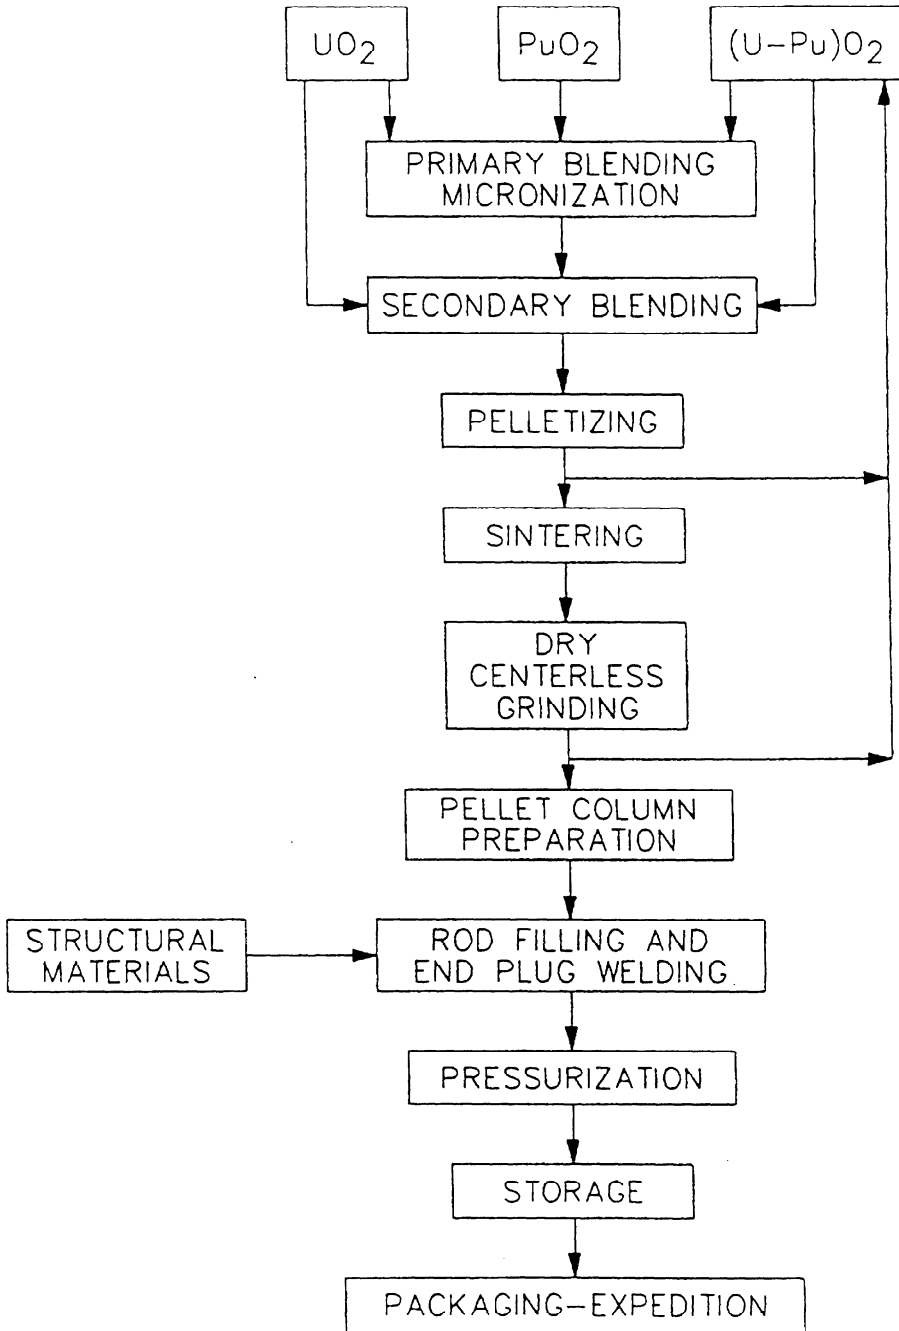 UO2
PuO2
(U-Pu)O2
PRIMARY BLENDING
MICRONIZATION
SECONDARY BLENDING
PELLETIZING
SINTERING
DRY
CENTERLESS
GRINDING
PELLET COLUMN
PREPARATION
STRUCTURAL
MATERIALS
ROD FILLING AND
END PLUG WELDING
PRESSURIZATION
STORAGE
PACKAGING-EXPEDITION